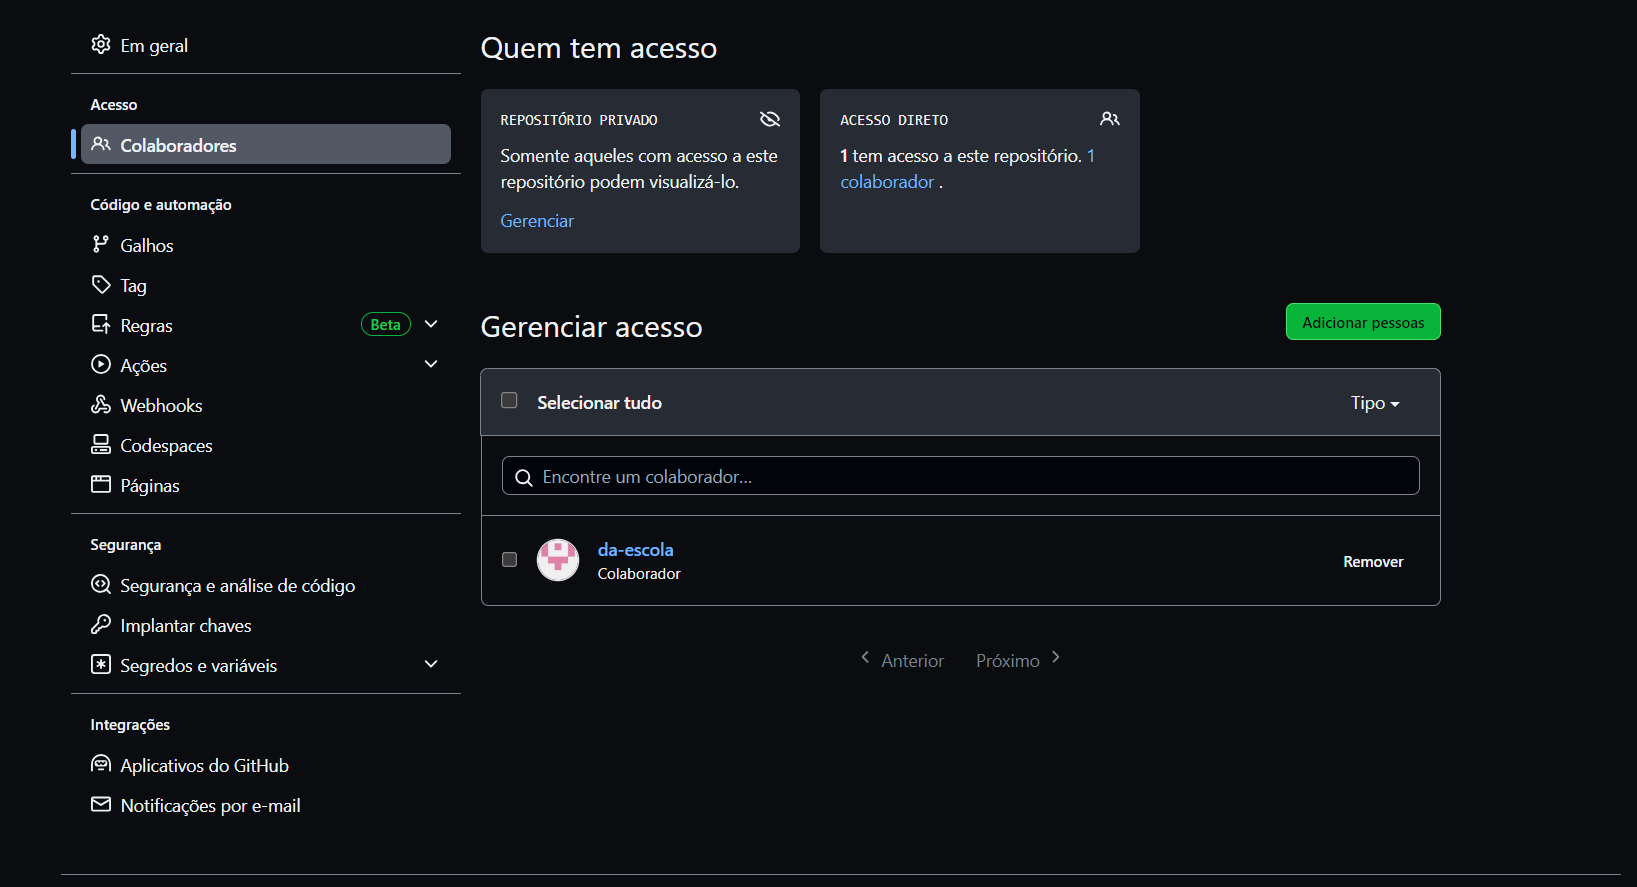 Em geral
Acesso
Colaboradores
Código e automação
Galhos
Tag
Regras Beta
Ações
Webhooks
Codespaces
Páginas
Segurança
Segurança e análise de código
Implantar chaves
Segredos e variáveis
Integrações
Aplicativos do GitHub
Notificações por e-mail
Quem tem acesso
REPOSITÓRIO PRIVADO
Somente aqueles com acesso a este
repositório podem visualizá-lo.
Gerenciar
ACESSO DIRETO
1 tem acesso a este repositório. 1
colaborador .
Gerenciar acesso
Adicionar pessoas
Selecionar tudo
Tipo
Encontre um colaborador...
da-escola
Colaborador
Remover
Anterior Próximo